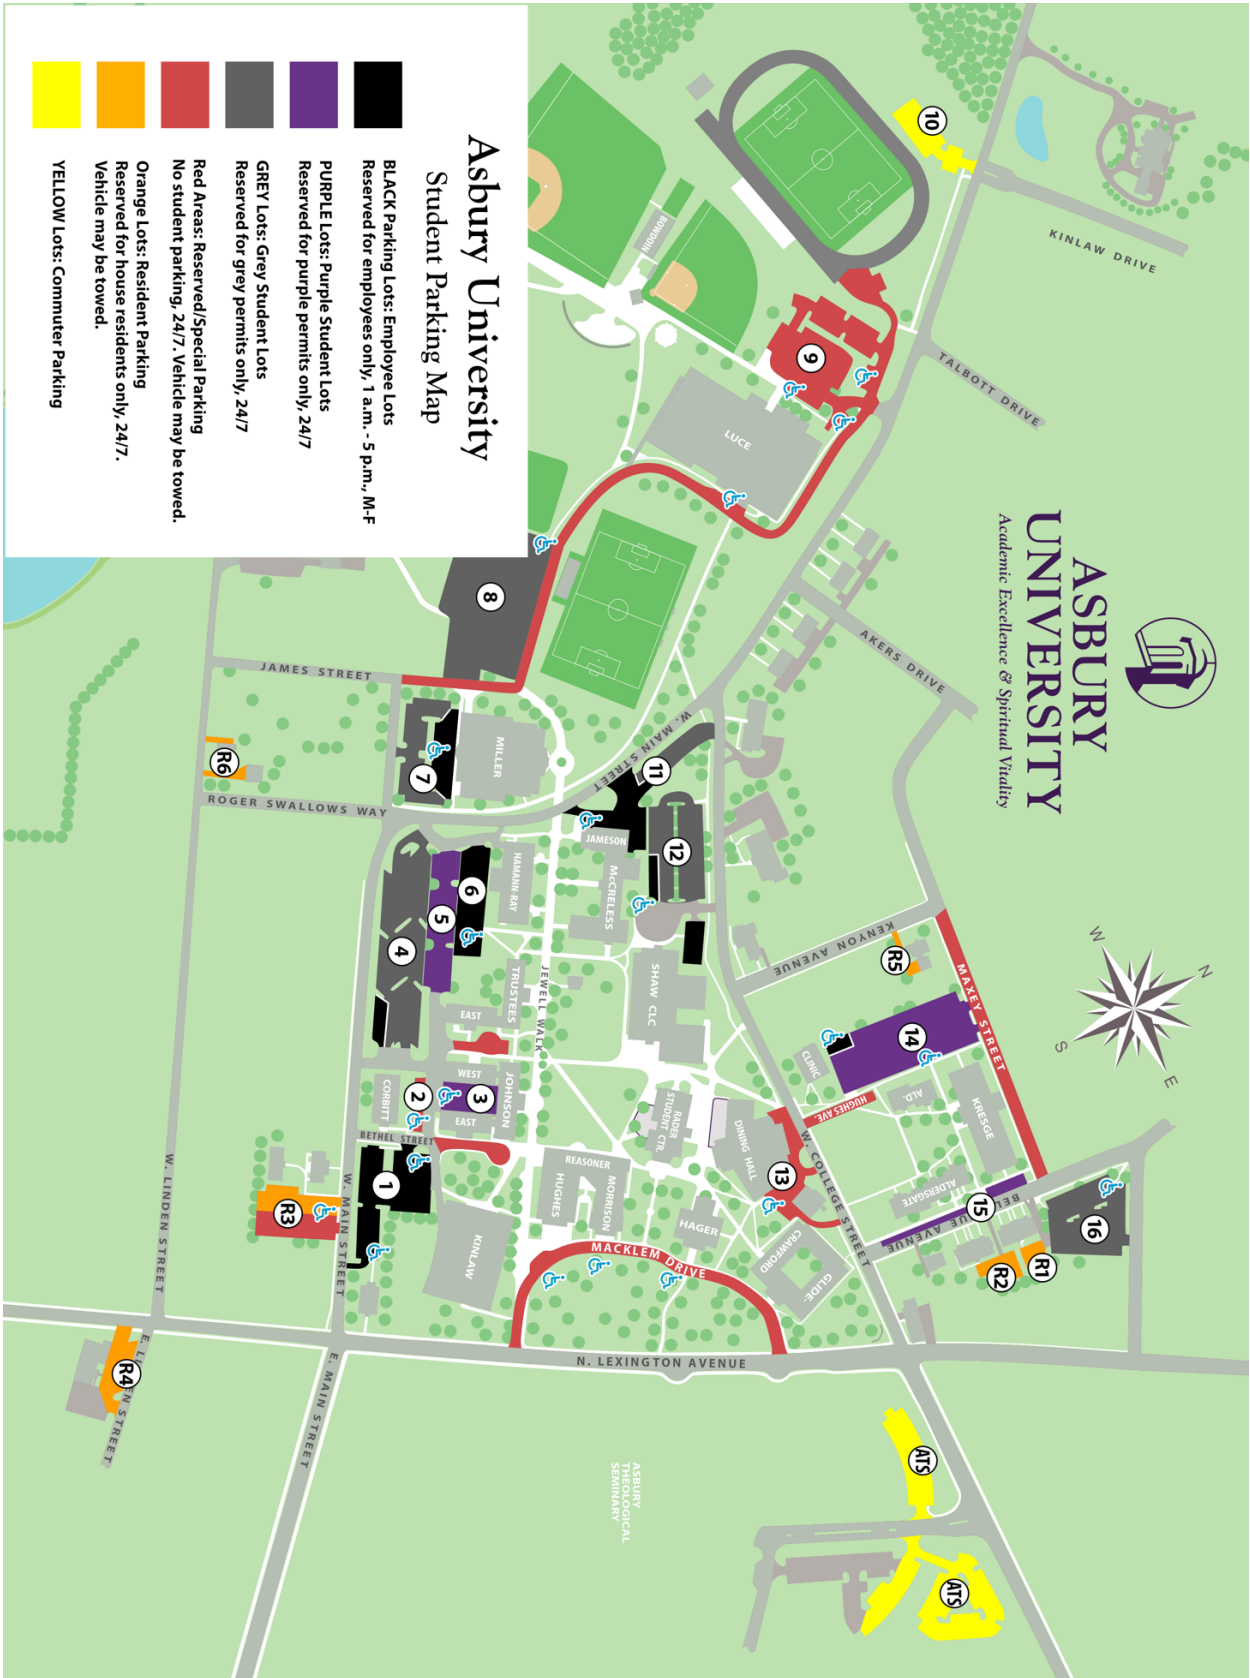 Asbury University
Student Parking Map
BLACK Parking Lots: Employee Lots
Reserved for employees only, 1 a.m. - 5 p.m., M-F
PURPLE Lots: Purple Student Lots
Reserved for purple permits only, 24/7
GREY Lots: Grey Student Lots
Reserved for grey permits only, 24/7
Red Areas: Reserved/Special Parking
No student parking, 24/7. Vehicle may be towed.
Orange Lots: Resident Parking
Reserved for house residents only, 24/7.
Vehicle may be towed.
YELLOW Lots: Commuter Parking
ASBURY
UNIVERSITY
Academic Excellence & Spiritual Vitality
N
E
S
W
KINLAW DRIVE
TALBOTT DRIVE
AKERS DRIVE
10
9
BOWDOIN
LUCE
8
JAMES STREET
R6
ROGER SWALLOWS WAY
7
MILLER
W. MAIN STREET
11
JAMESON
12
McCRELESS
HAMANN-RAY
6
5
4
TRUSTEES
JEWELL WALK
SHAW CLC
EAST
WEST
JOHNSON
3
EAST
2
CORBITT
BETHEL STREET
1
W. MAIN STREET
R3
W. LINDEN STREET
KINLAW
REASONER
HUGHES
MORRISON
RADER
STUDENT CTR.
DINING HALL
13
HAGER
MACKLEM DRIVE
GLIDE-
CRAWFORD
W. COLLEGE STREET
HUGHES AVE.
CLINIC
14
KENYON AVENUE
R5
MAXEY STREET
ALD.
KRESGE
ALDERSGATE
15
16
R1
R2
N. LEXINGTON AVENUE
E. MAIN STREET
R4
ASBURY
THEOLOGICAL
SEMINARY
ATS
ATS